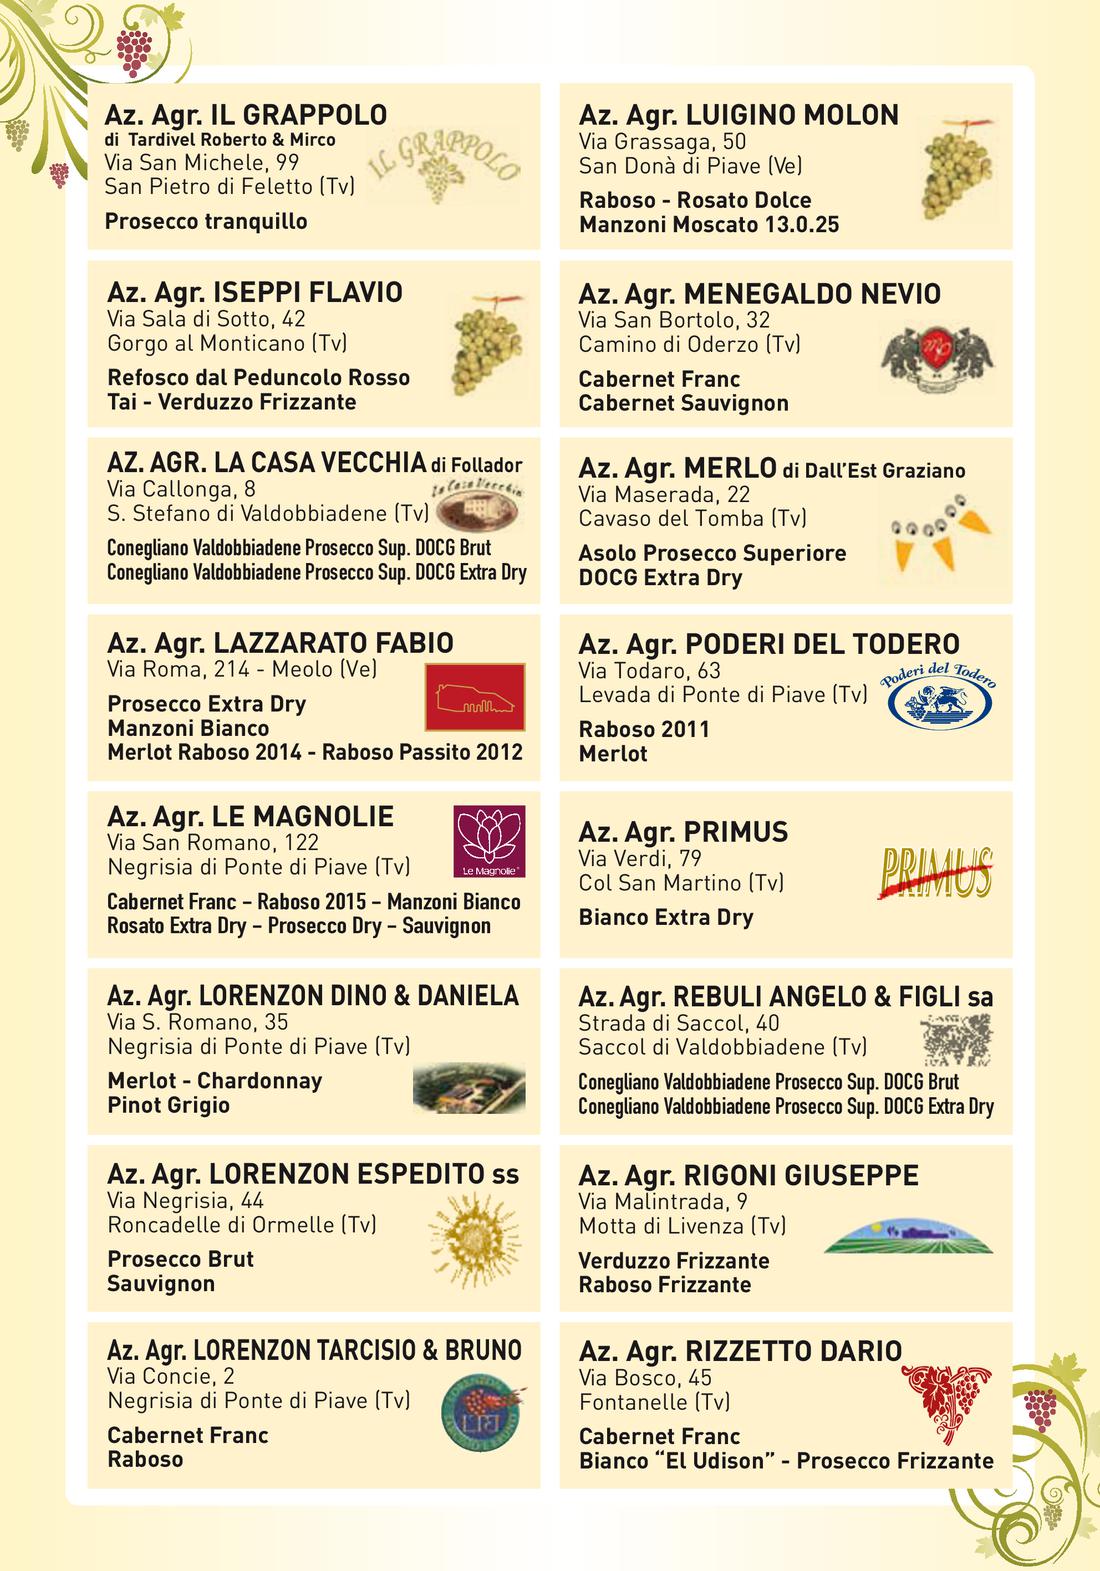 Az. Agr. IL GRAPPOLO
di Tardivel Roberto & Mirco
Via San Michele, 99
San Pietro di Feletto (Tv)
IL GRAPPOLO
Prosecco tranquillo
Az. Agr. ISEPPI FLAVIO
Via Sala di Sotto, 42
Gorgo al Monticano (Tv)
Refosco dal Peduncolo Rosso
Tai - Verduzzo Frizzante
AZ. AGR. LA CASA VECCHIA di Follador
Via Callonga, 8
S. Stefano di Valdobbiadene (Tv)
La Casa Vecchia
Conegliano Valdobbiadene Prosecco Sup. DOCG Brut
Conegliano Valdobbiadene Prosecco Sup. DOCG Extra Dry
Az. Agr. LAZZARATO FABIO
Via Roma, 214 - Meolo (Ve)
Prosecco Extra Dry
Manzoni Bianco
Merlot Raboso 2014 - Raboso Passito 2012
Az. Agr. LE MAGNOLIE
Via San Romano, 122
Negrisia di Ponte di Piave (Tv)
Le Magnolie
Cabernet Franc – Raboso 2015 – Manzoni Bianco
Rosato Extra Dry – Prosecco Dry – Sauvignon
Az. Agr. LORENZON DINO & DANIELA
Via S. Romano, 35
Negrisia di Ponte di Piave (Tv)
Merlot - Chardonnay
Pinot Grigio
Az. Agr. LORENZON ESPEDITO ss
Via Negrisia, 44
Roncadelle di Ormelle (Tv)
Prosecco Brut
Sauvignon
Az. Agr. LORENZON TARCISIO & BRUNO
Via Concie, 2
Negrisia di Ponte di Piave (Tv)
Cabernet Franc
Raboso
Az. Agr. LUIGINO MOLON
Via Grassaga, 50
San Donà di Piave (Ve)
Raboso - Rosato Dolce
Manzoni Moscato 13.0.25
Az. Agr. MENEGALDO NEVIO
Via San Bortolo, 32
Camino di Oderzo (Tv)
Cabernet Franc
Cabernet Sauvignon
Az. Agr. MERLO di Dall’Est Graziano
Via Maserada, 22
Cavaso del Tomba (Tv)
Asolo Prosecco Superiore
DOCG Extra Dry
Az. Agr. PODERI DEL TODERO
Via Todaro, 63
Levada di Ponte di Piave (Tv)
Poderi del Todero
Raboso 2011
Merlot
Az. Agr. PRIMUS
Via Verdi, 79
Col San Martino (Tv)
PRIMUS
Bianco Extra Dry
Az. Agr. REBULI ANGELO & FIGLI sa
Strada di Saccol, 40
Saccol di Valdobbiadene (Tv)
Conegliano Valdobbiadene Prosecco Sup. DOCG Brut
Conegliano Valdobbiadene Prosecco Sup. DOCG Extra Dry
Az. Agr. RIGONI GIUSEPPE
Via Malintrada, 9
Motta di Livenza (Tv)
Verduzzo Frizzante
Raboso Frizzante
Az. Agr. RIZZETTO DARIO
Via Bosco, 45
Fontanelle (Tv)
Cabernet Franc
Bianco “El Udison” - Prosecco Frizzante